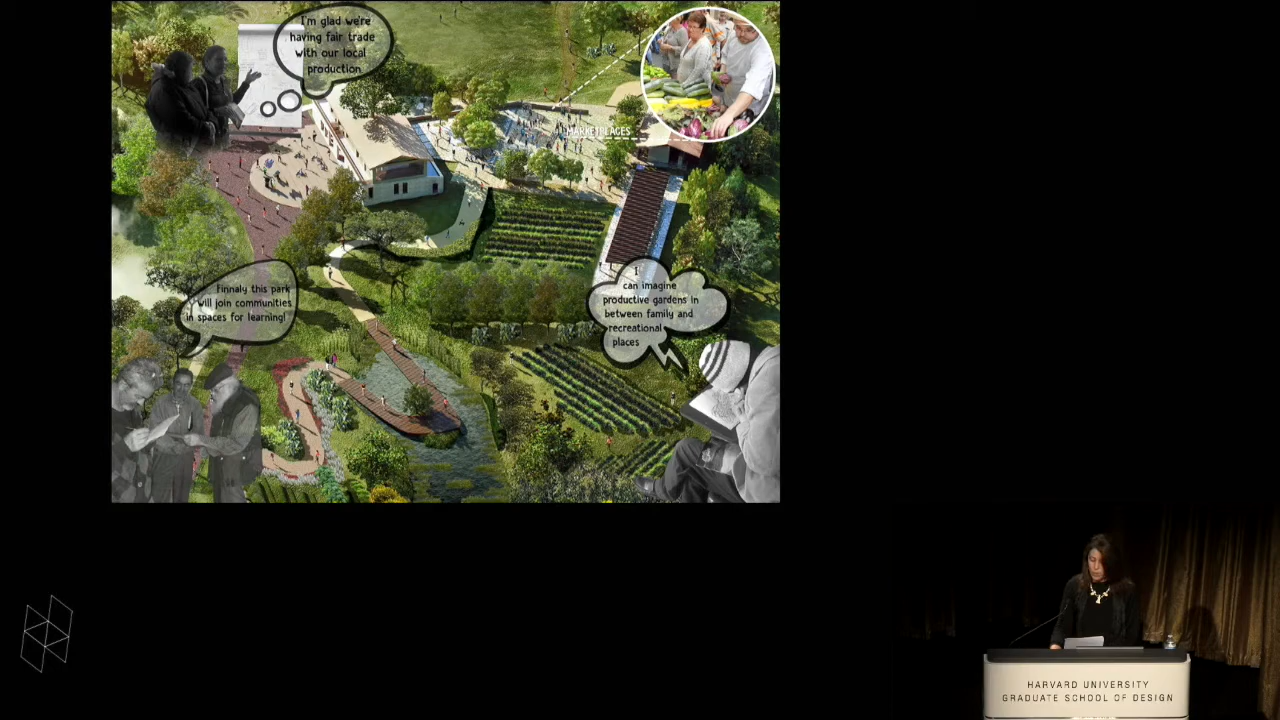 I'm glad we're
having fair trade
with our local
production
MARKETPLACES
Finnaly this park
will join communities
in spaces for learning!
I
can imagine
productive gardens in
between family and
recreational
places
HARVARD UNIVERSITY
GRADUATE SCHOOL OF DESIGN